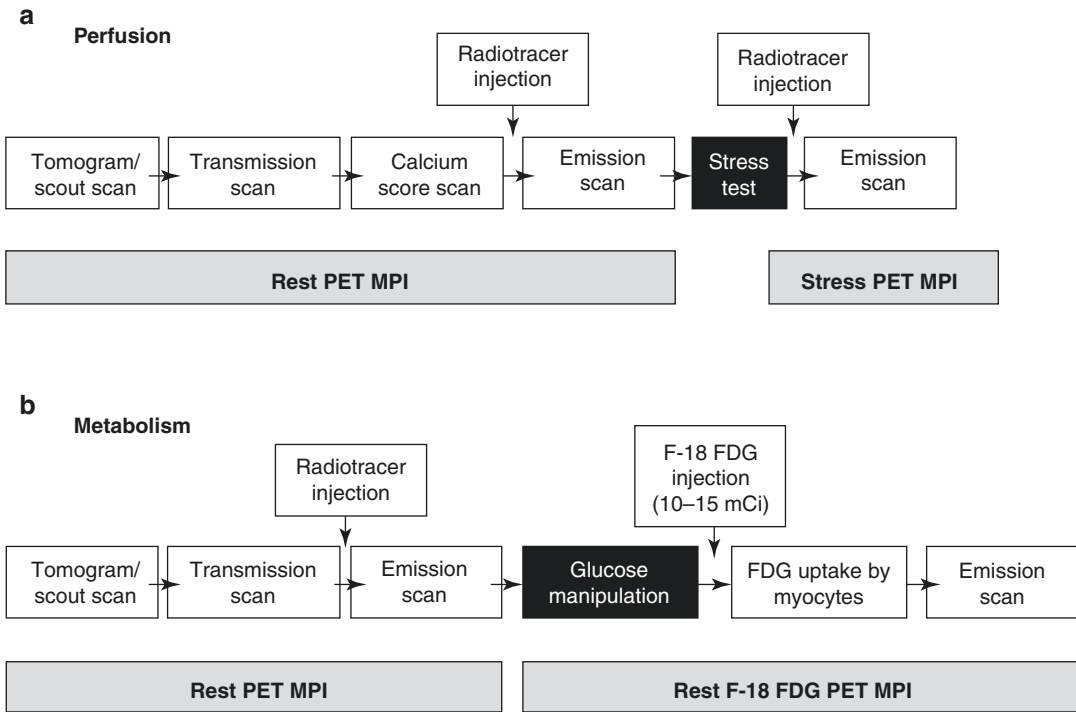 a
Perfusion
Radiotracer
injection
Radiotracer
injection
Tomogram/
scout scan
Transmission
scan
Calcium
score scan
Emission
scan
Stress
test
Emission
scan
Rest PET MPI
Stress PET MPI
b
Metabolism
Radiotracer
injection
F-18 FDG
injection
(10–15 mCi)
Tomogram/
scout scan
Transmission
scan
Emission
scan
Glucose
manipulation
FDG uptake by
myocytes
Emission
scan
Rest PET MPI
Rest F-18 FDG PET MPI